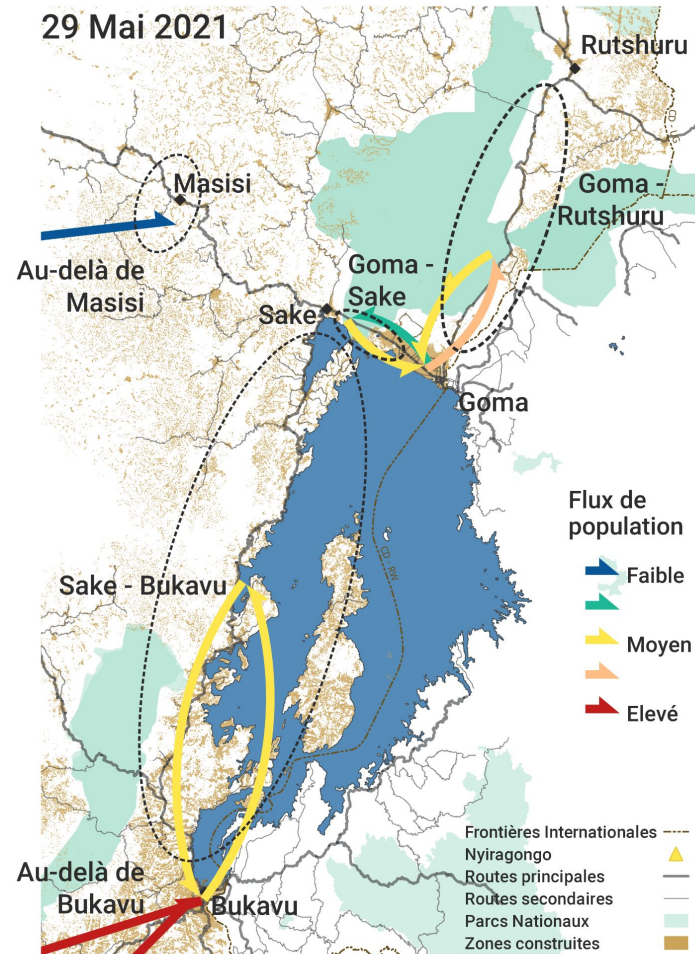 29 Mai 2021
Rutshuru
Masisi
Goma -
Rutshuru
Au-delà de
Masisi
Goma -
Sake
Sake
Goma
Flux de
population
CD - RW
Sake - Bukavu
Faible
Moyen
Elevé
Au-delà de
Bukavu
Bukavu
Frontières Internationales
Nyiragongo
Routes principales
Routes secondaires
Parcs Nationaux
Zones construites